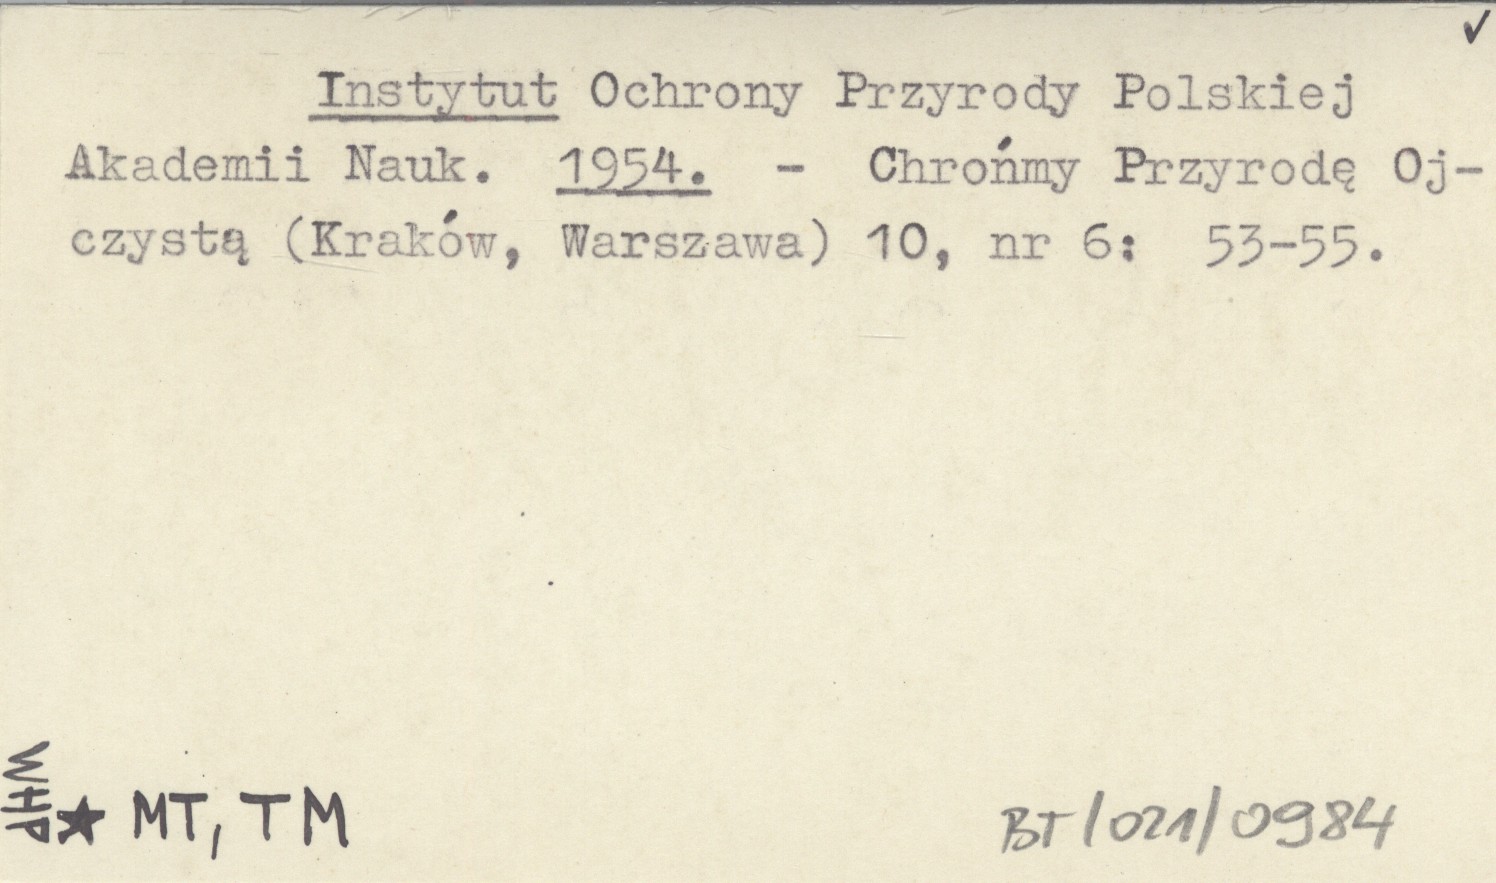 ✓
Instytut Ochrony Przyrody Polskiej
Akademii Nauk. 1954. - Chrońmy Przyrodę Oj-
czystą (Kraków, Warszawa) 10, nr 6: 53-55.
WHP
★ MT, TM
BT/021/0984